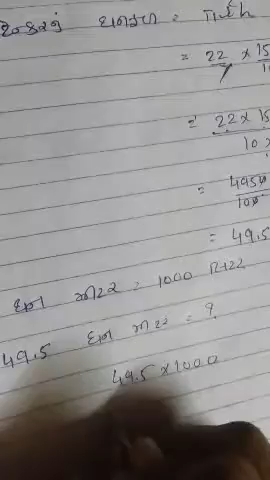 ટાંકાનું ઘનફળ = πr²h
= 22 × 15
10
= 22 × 15
10 ×
= 4950
100
= 49.5
ઘન મીટર = 1000 લિટર
49.5 ઘન મીટર = ?
49.5 × 1000